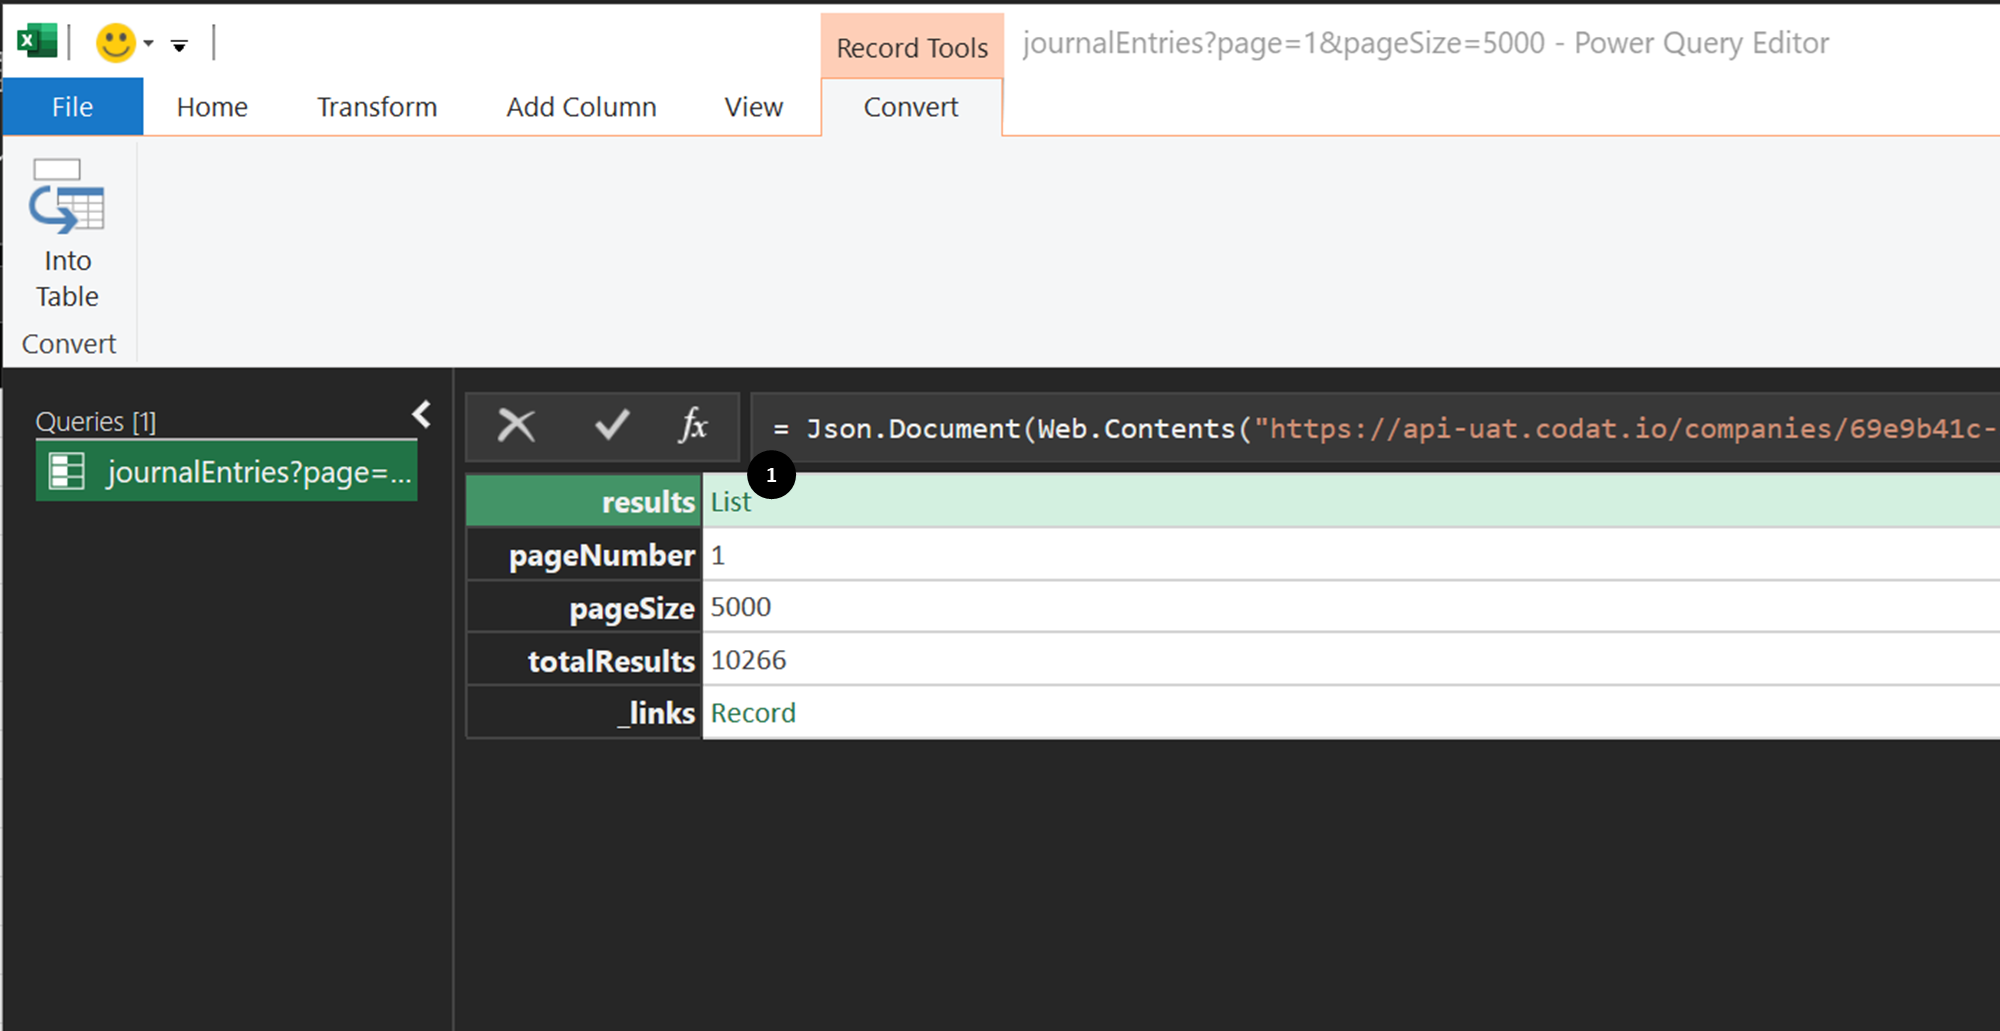 Record Tools
journalEntries?page=1&pageSize=5000 - Power Query Editor
File
Home
Transform
Add Column
View
Convert
Into
Table
Convert
Queries [1]
journalEntries?page=...
fx
= Json.Document(Web.Contents("https://api-uat.codat.io/companies/69e9b41c-
1
results List
pageNumber 1
pageSize 5000
totalResults 10266
_links Record